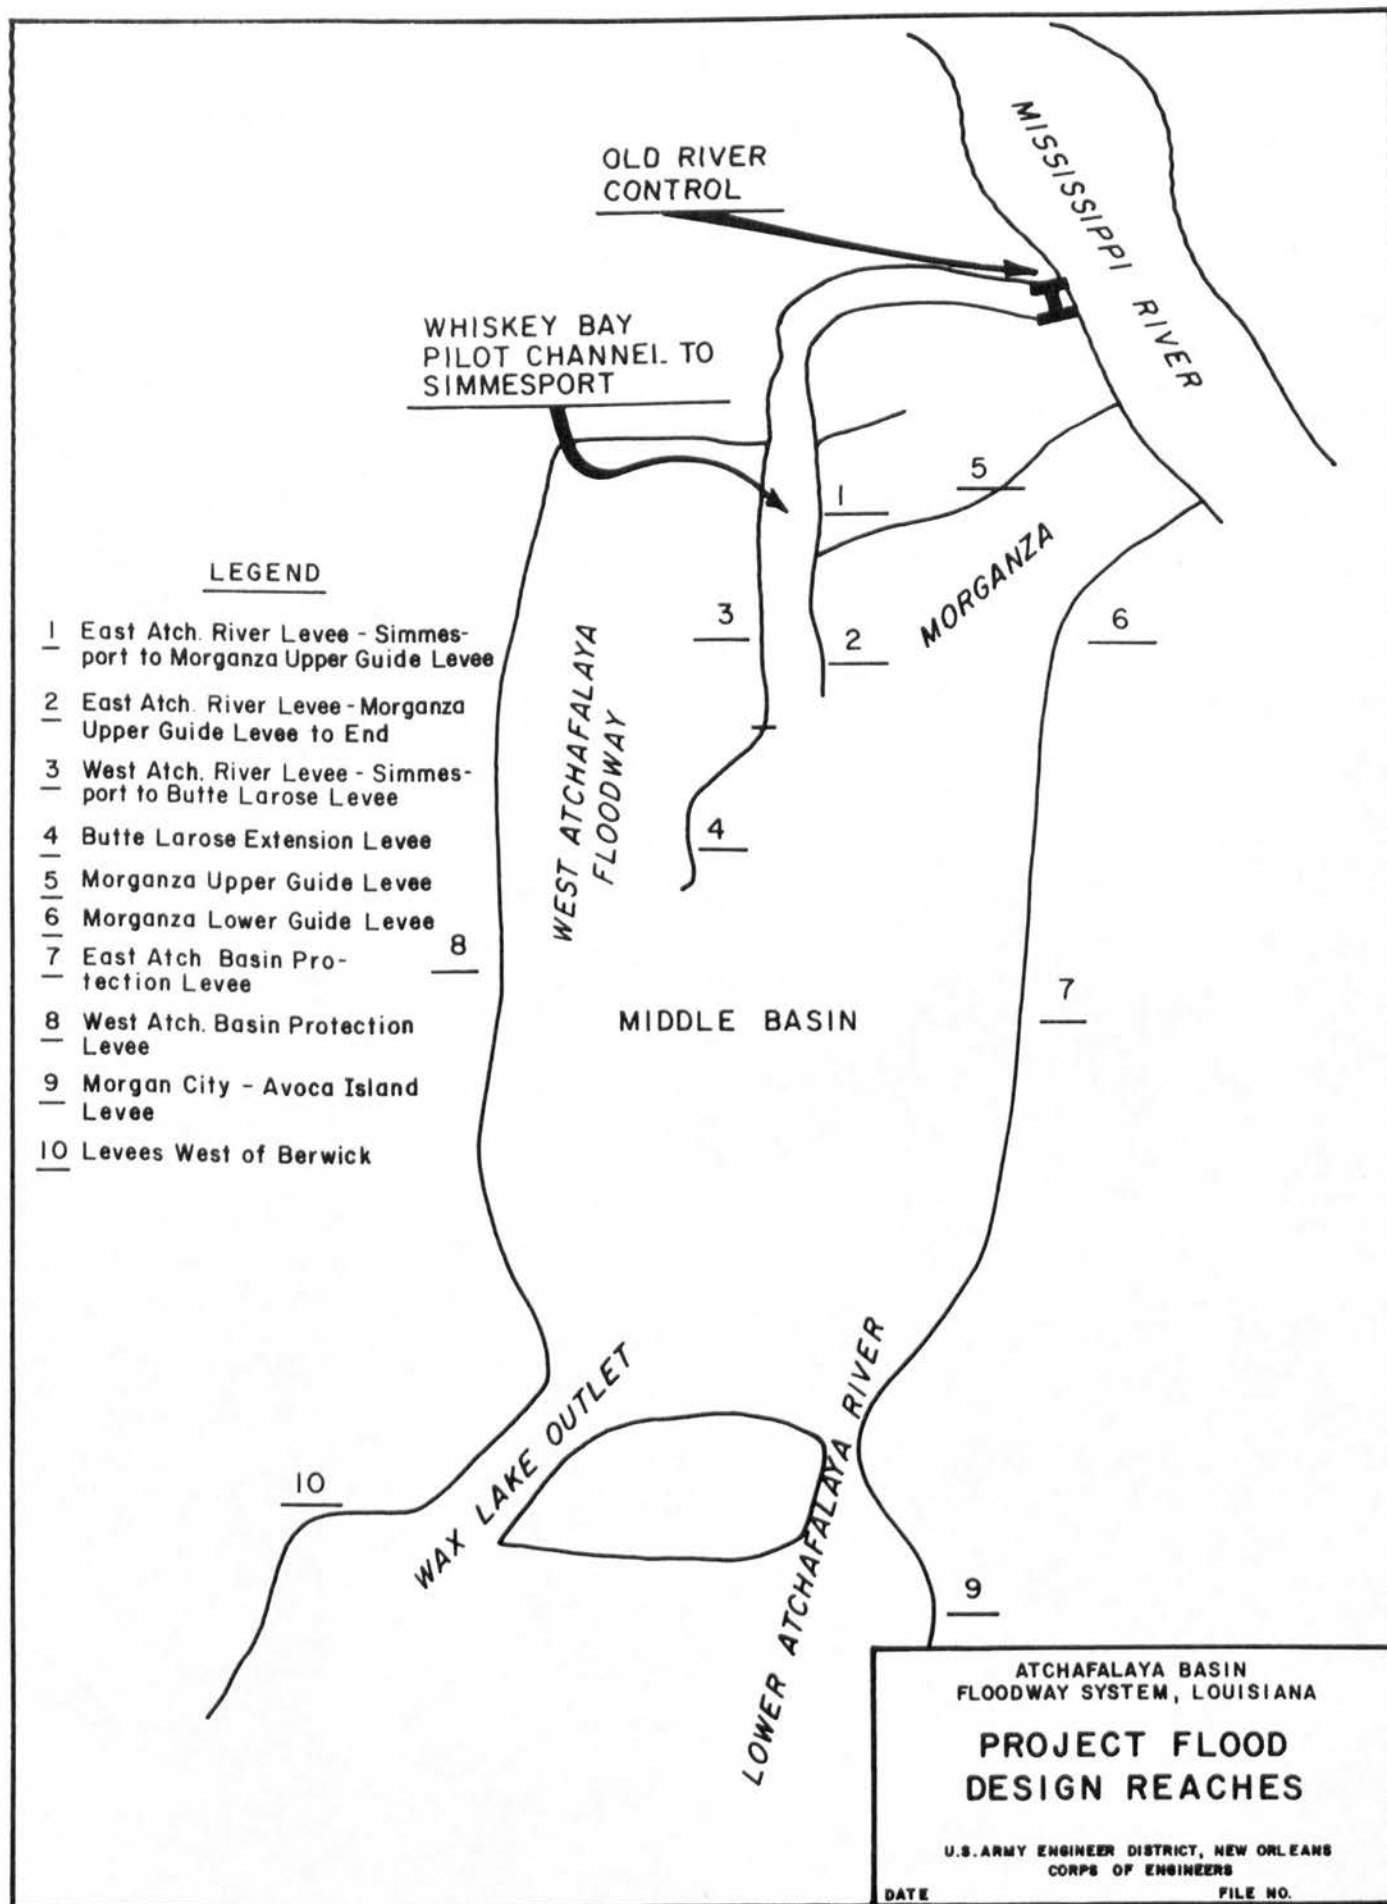 MISSISSIPPI RIVER
OLD RIVER
CONTROL
WHISKEY BAY
PILOT CHANNEL TO
SIMMESPORT
5
1
MORGANZA
3
2
6
WEST ATCHAFALAYA
FLOODWAY
4
8
7
MIDDLE BASIN
LEGEND
1 East Atch. River Levee - Simmes-
port to Morganza Upper Guide Levee
2 East Atch. River Levee - Morganza
Upper Guide Levee to End
3 West Atch. River Levee - Simmes-
port to Butte Larose Levee
4 Butte Larose Extension Levee
5 Morganza Upper Guide Levee
6 Morganza Lower Guide Levee
7 East Atch Basin Pro-
tection Levee
8 West Atch. Basin Protection
Levee
9 Morgan City - Avoca Island
Levee
10 Levees West of Berwick
WAX LAKE OUTLET
LOWER ATCHAFALAYA RIVER
10
9
ATCHAFALAYA BASIN
FLOODWAY SYSTEM, LOUISIANA
PROJECT FLOOD
DESIGN REACHES
U.S. ARMY ENGINEER DISTRICT, NEW ORLEANS
CORPS OF ENGINEERS
DATE FILE NO.